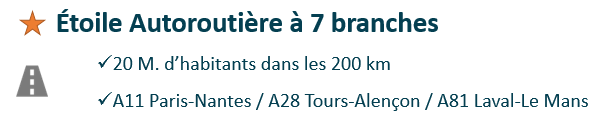 Étoile Autoroutière à 7 branches
✓20 M. d’habitants dans les 200 km
✓A11 Paris-Nantes / A28 Tours-Alençon / A81 Laval-Le Mans